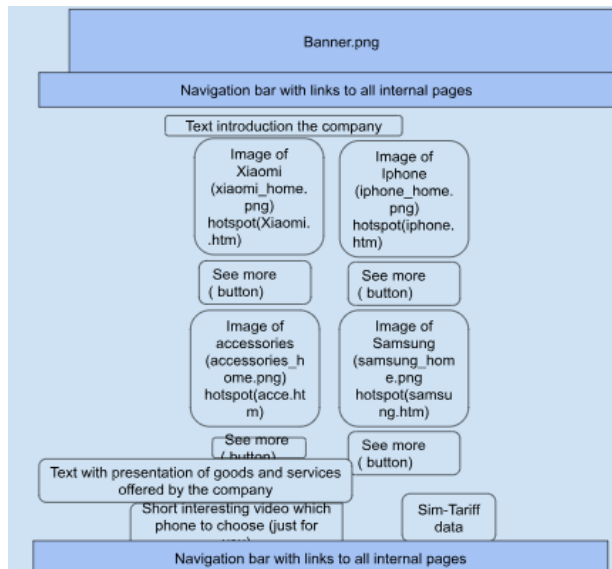 Banner.png
Navigation bar with links to all internal pages
Text introduction the company
Image of
Xiaomi
(xiaomi_home.
png)
hotspot(Xiaomi.
.htm)
Image of
Iphone
(iphone_home.
png)
hotspot(iphone.
htm)
See more
( button)
See more
( button)
Image of
accessories
(accessories_h
ome.png)
hotspot(acce.ht
m)
Image of
Samsung
(samsung_hom
e.png
hotspot(samsu
ng.htm)
See more
( button)
See more
( button)
Text with presentation of goods and services
offered by the company
Short interesting video which
phone to choose (just for
you)
Sim-Tariff
data
Navigation bar with links to all internal pages